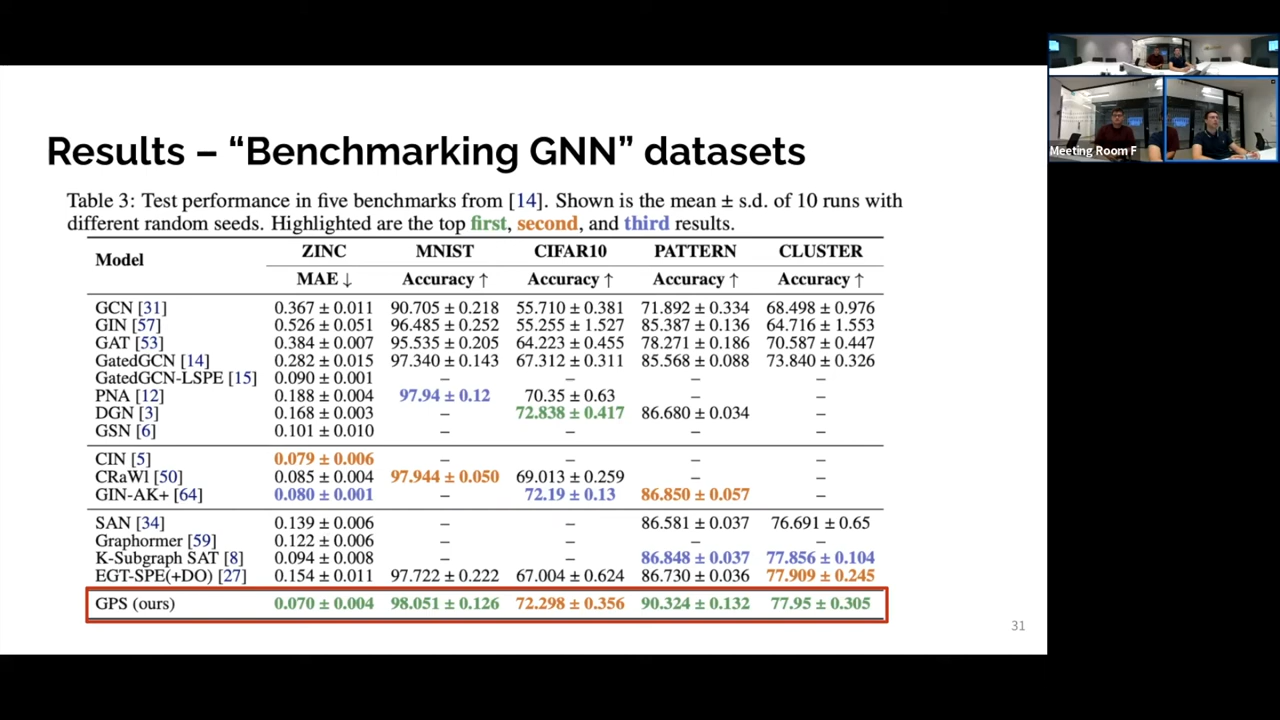 Results – “Benchmarking GNN” datasets
Table 3: Test performance in five benchmarks from [14]. Shown is the mean ± s.d. of 10 runs with
different random seeds. Highlighted are the top first, second, and third results.
Model ZINC MNIST CIFAR10 PATTERN CLUSTER
MAE ↓ Accuracy ↑ Accuracy ↑ Accuracy ↑ Accuracy ↑
GCN [31] 0.367 ± 0.011 90.705 ± 0.218 55.710 ± 0.381 71.892 ± 0.334 68.498 ± 0.976
GIN [57] 0.526 ± 0.051 96.485 ± 0.252 55.255 ± 1.527 85.387 ± 0.136 64.716 ± 1.553
GAT [53] 0.384 ± 0.007 95.535 ± 0.205 64.223 ± 0.455 78.271 ± 0.186 70.587 ± 0.447
GatedGCN [14] 0.282 ± 0.015 97.340 ± 0.143 67.312 ± 0.311 85.568 ± 0.088 73.840 ± 0.326
GatedGCN-LSPE [15] 0.090 ± 0.001 – – – –
PNA [12] 0.188 ± 0.004 97.94 ± 0.12 70.35 ± 0.63 – –
DGN [3] 0.168 ± 0.003 – 72.838 ± 0.417 86.680 ± 0.034 –
GSN [6] 0.101 ± 0.010 – – – –
CIN [5] 0.079 ± 0.006 – – – –
CRaWl [50] 0.085 ± 0.004 97.944 ± 0.050 69.013 ± 0.259 – –
GIN-AK+ [64] 0.080 ± 0.001 – 72.19 ± 0.13 86.850 ± 0.057 –
SAN [34] 0.139 ± 0.006 – – 86.581 ± 0.037 76.691 ± 0.65
Graphormer [59] 0.122 ± 0.006 – – – –
K-Subgraph SAT [8] 0.094 ± 0.008 – – 86.848 ± 0.037 77.856 ± 0.104
EGT-SPE(+DO) [27] 0.154 ± 0.011 97.722 ± 0.222 67.004 ± 0.624 86.730 ± 0.036 77.909 ± 0.245
GPS (ours) 0.070 ± 0.004 98.051 ± 0.126 72.298 ± 0.356 90.324 ± 0.132 77.95 ± 0.305
31
Meeting Room F